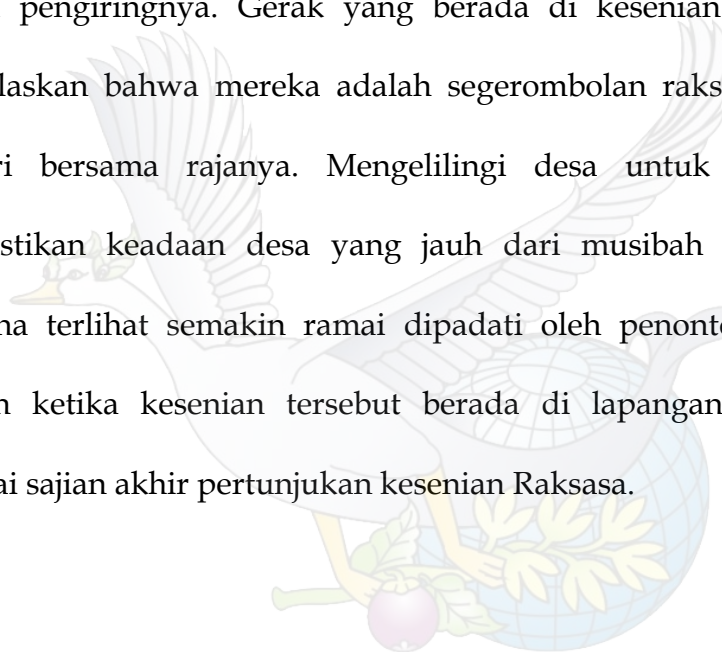 pengiringnya. Gerak yang berada di kesenian
laskan bahwa mereka adalah segerombolan raks
ri bersama rajanya. Mengelilingi desa untuk
stikan keadaan desa yang jauh dari musibah
na terlihat semakin ramai dipadati oleh penont
n ketika kesenian tersebut berada di lapangan
ai sajian akhir pertunjukan kesenian Raksasa.